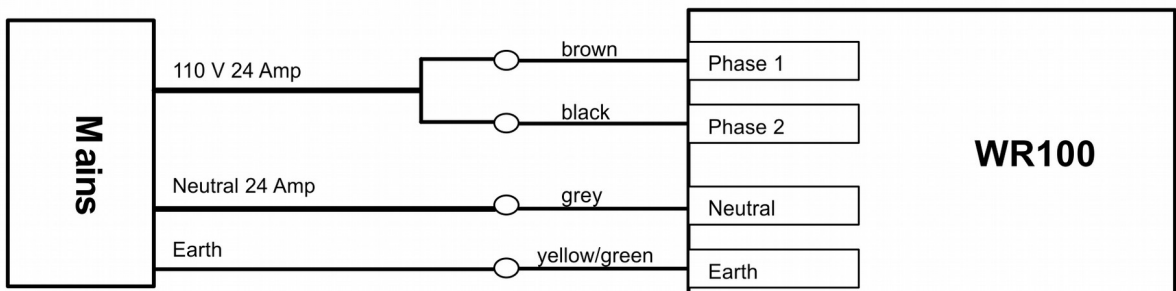 Mains
110 V 24 Amp
brown
Phase 1
black
Phase 2
WR100
Neutral 24 Amp
grey
Neutral
Earth
yellow/green
Earth